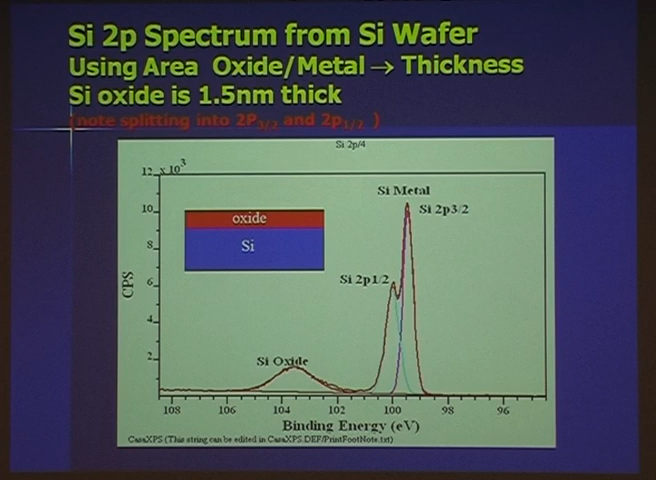 Si 2p Spectrum from Si Wafer
Using Area Oxide/Metal → Thickness
Si oxide is 1.5nm thick
(note splitting into 2P3/2 and 2p1/2 )
Si 2p/4
12 x 10³
10
8
6
4
2
CPS
Si Metal
Si 2p3/2
Si 2p1/2
Si Oxide
oxide
Si
108 106 104 102 100 98 96
Binding Energy (eV)
CasaXPS (This string can be edited in CasaXPS.DEF/PrintFootNote.txt)